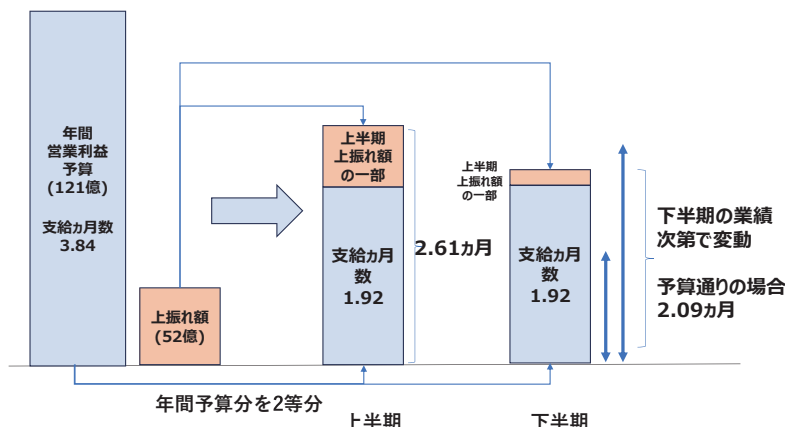 年間
営業利益
予算
(121億)
支給ヵ月数
3.84
上振れ額
(52億)
上半期
上振れ額
の一部
支給ヵ月
数
1.92
2.61ヵ月
上半期
上振れ額
の一部
支給ヵ月
数
1.92
下半期の業績
次第で変動
予算通りの場合
2.09ヵ月
年間予算分を2等分
上半期
下半期